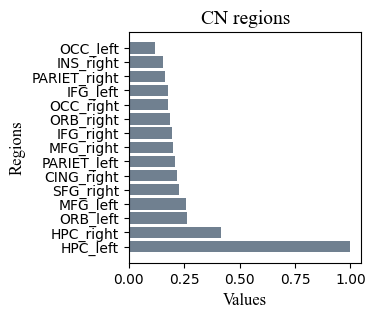 CN regions
OCC_left
INS_right
PARIET_right
IFG_left
OCC_right
ORB_right
IFG_right
MFG_right
PARIET_left
CING_right
SFG_right
MFG_left
ORB_left
HPC_right
HPC_left
Regions
0.00 0.25 0.50 0.75 1.00
Values